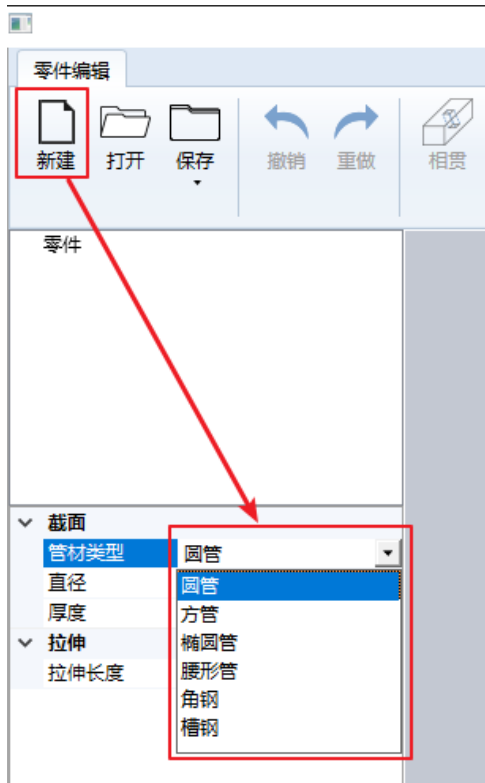 零件编辑
新建 打开 保存 撤销 重做 相贯
零件
截面
管材类型 圆管
直径 圆管
厚度 方管
拉伸 椭圆管
拉伸长度 腰形管
角钢
槽钢